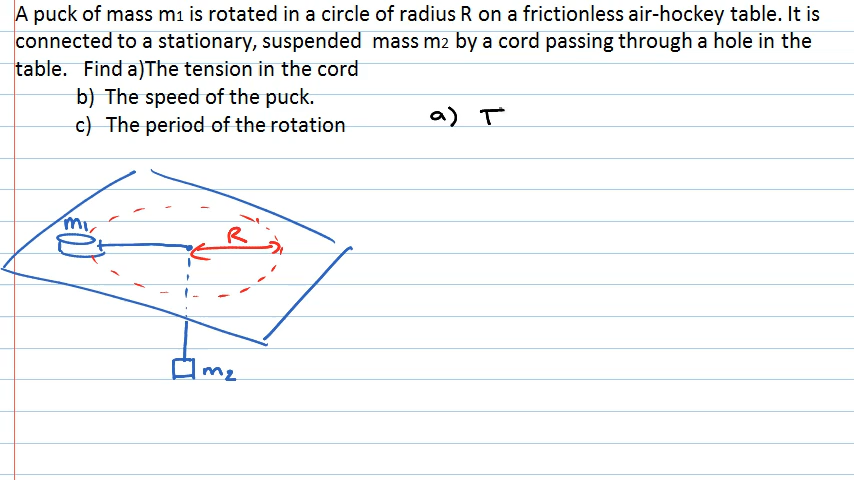 A puck of mass m1 is rotated in a circle of radius R on a frictionless air-hockey table. It is
connected to a stationary, suspended mass m2 by a cord passing through a hole in the
table. Find a)The tension in the cord
b) The speed of the puck.
c) The period of the rotation
a) T
m1
R
m2